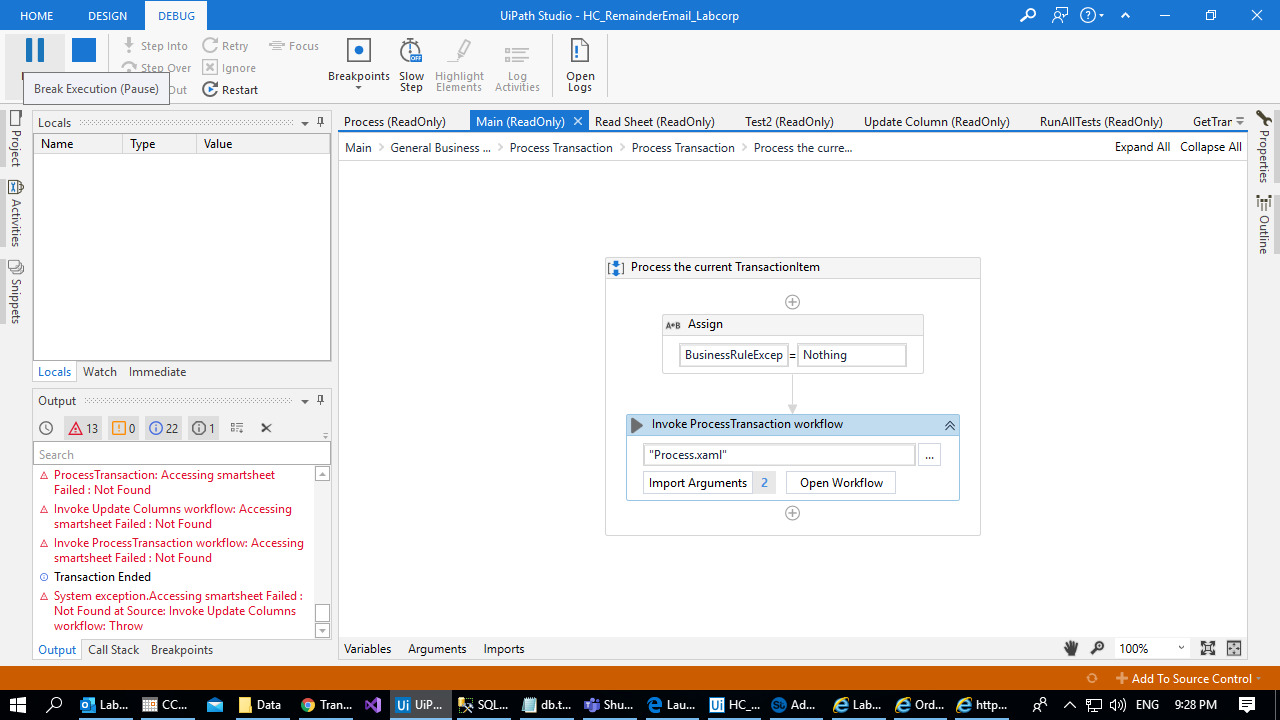 HOME DESIGN DEBUG UiPath Studio - HC_RemainderEmail_Labcorp
Step Into Retry Focus
Step Over Ignore
Out Restart
Breakpoints
Slow Step
Highlight Elements
Log Activities
Open Logs
Break Execution (Pause)
Project
Activities
Snippets
Locals
Name Type Value
Locals Watch Immediate
Output
13 0 22 1
Search
ProcessTransaction: Accessing smartsheet
Failed : Not Found
Invoke Update Columns workflow: Accessing
smartsheet Failed : Not Found
Invoke ProcessTransaction workflow: Accessing
smartsheet Failed : Not Found
Transaction Ended
System exception.Accessing smartsheet Failed :
Not Found at Source: Invoke Update Columns
workflow: Throw
Output Call Stack Breakpoints
Process (ReadOnly) Main (ReadOnly) Read Sheet (ReadOnly) Test2 (ReadOnly) Update Column (ReadOnly) RunAllTests (ReadOnly) GetTran
Main General Business ... Process Transaction Process Transaction Process the curre... Expand All Collapse All
Process the current TransactionItem
A*B Assign
BusinessRuleExcep = Nothing
Invoke ProcessTransaction workflow
"Process.xaml" ...
Import Arguments 2 Open Workflow
Variables Arguments Imports 100%
Properties
Outline
Add To Source Control
Lab... CC... Data Tran... UiP... SQL... db.t... Shu... Lau... HC_... Ad... Lab... Ord... http... ENG 9:28 PM